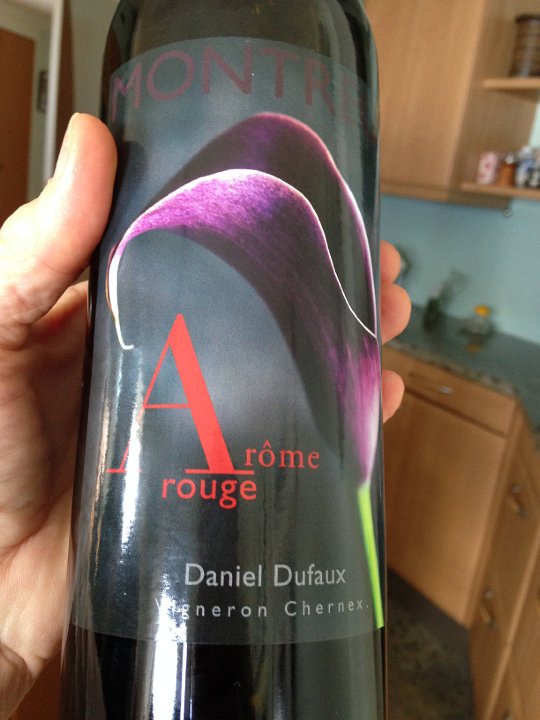 MONTRE
Arôme
rouge
Daniel Dufaux
Vigneron Chernex.